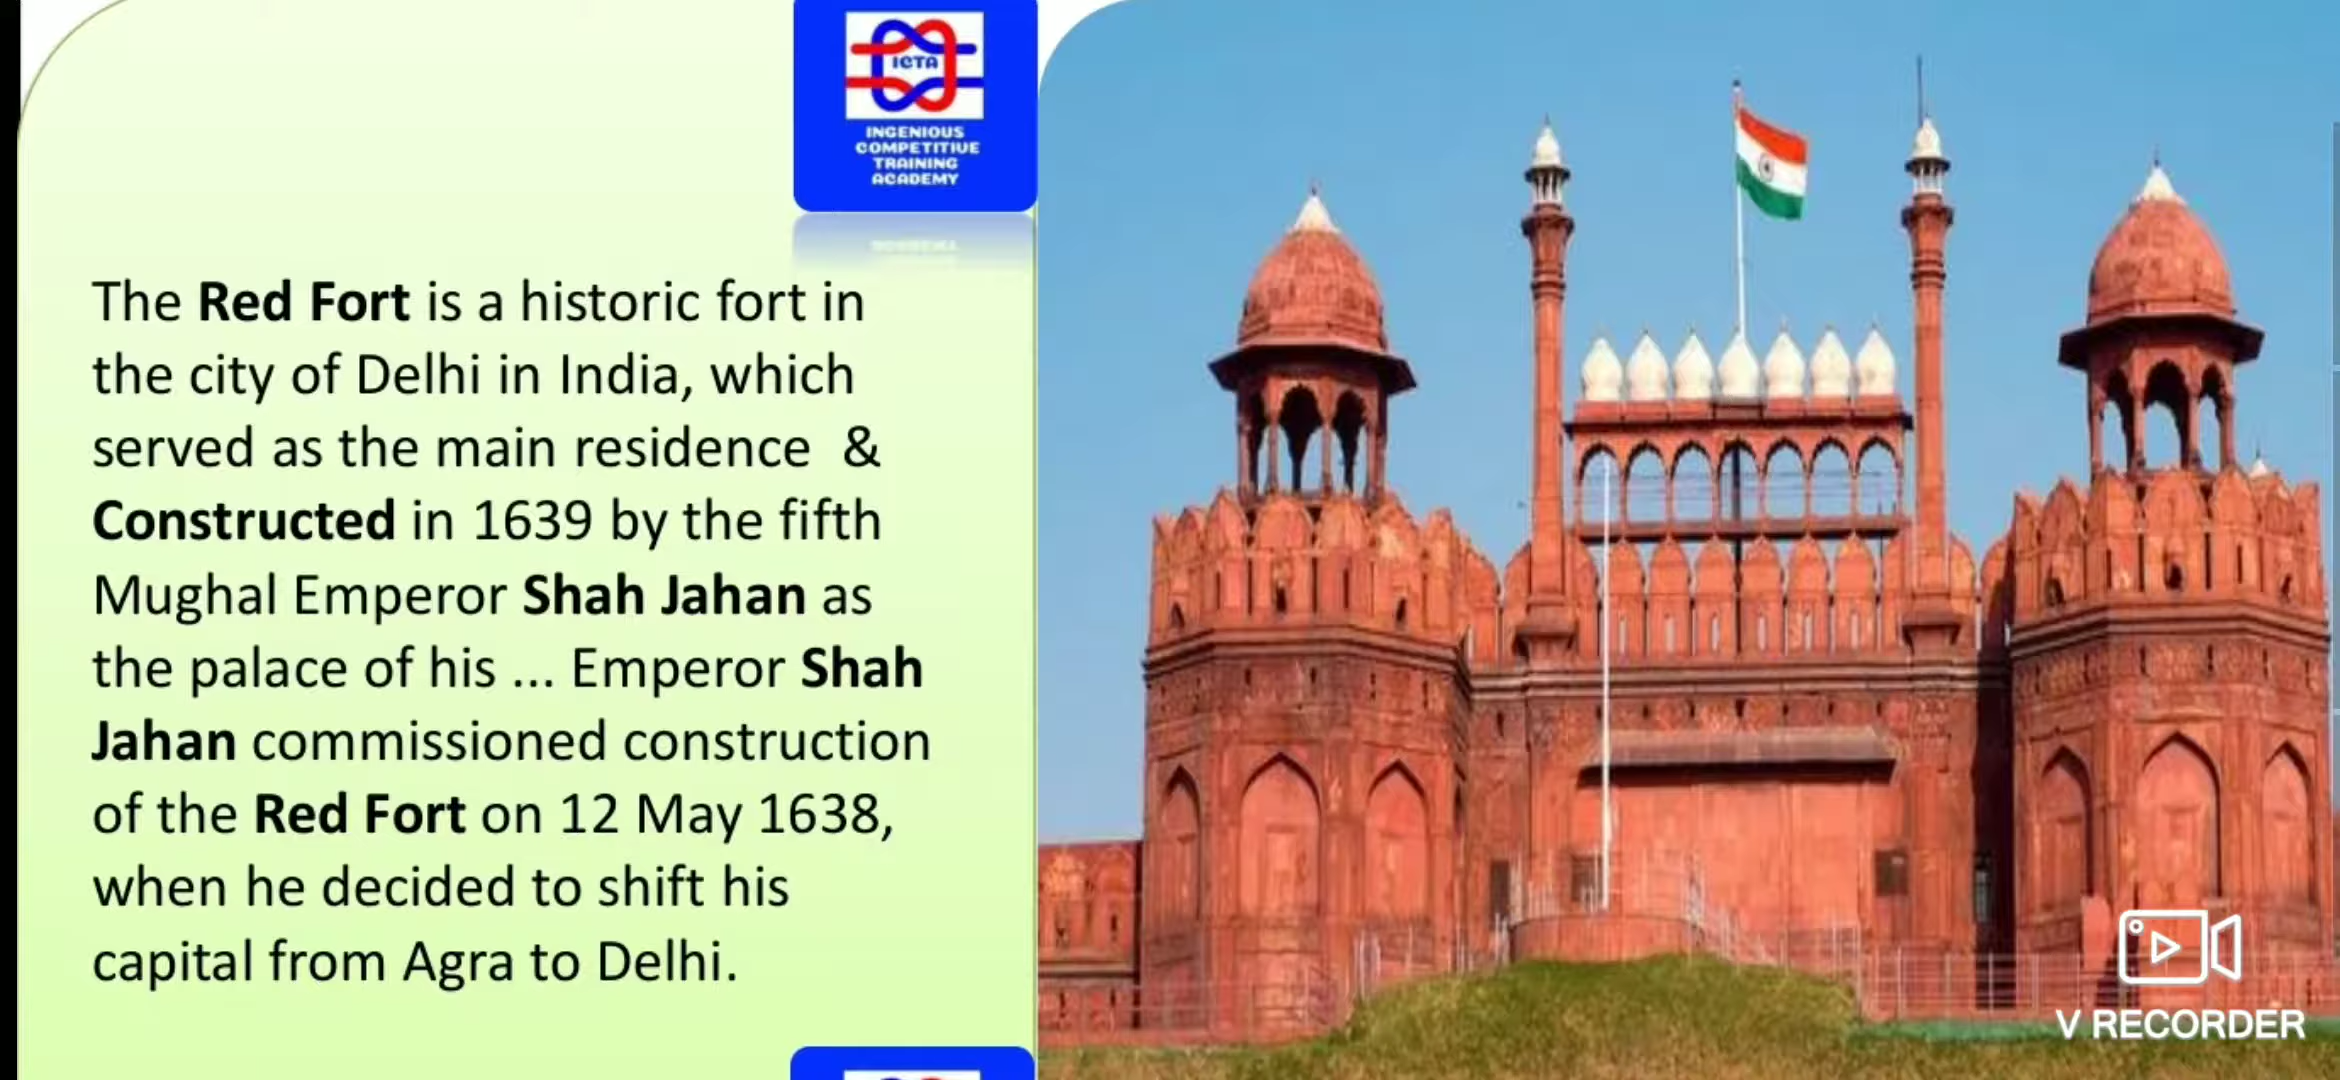 ICTA
INGENIOUS
COMPETITIVE
TRAINING
ACADEMY
The Red Fort is a historic fort in
the city of Delhi in India, which
served as the main residence &
Constructed in 1639 by the fifth
Mughal Emperor Shah Jahan as
the palace of his ... Emperor Shah
Jahan commissioned construction
of the Red Fort on 12 May 1638,
when he decided to shift his
capital from Agra to Delhi.
V RECORDER